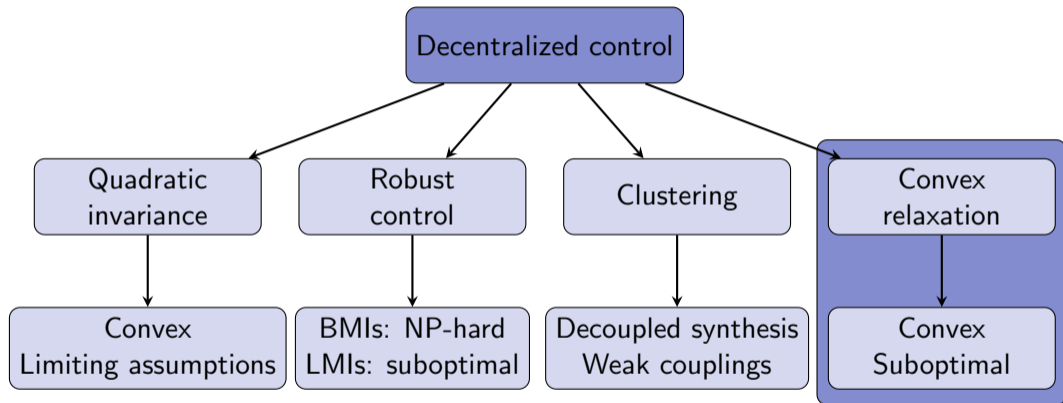 Decentralized control
Quadratic
invariance
Robust
control
Clustering
Convex
relaxation
Convex
Limiting assumptions
BMIs: NP-hard
LMIs: suboptimal
Decoupled synthesis
Weak couplings
Convex
Suboptimal